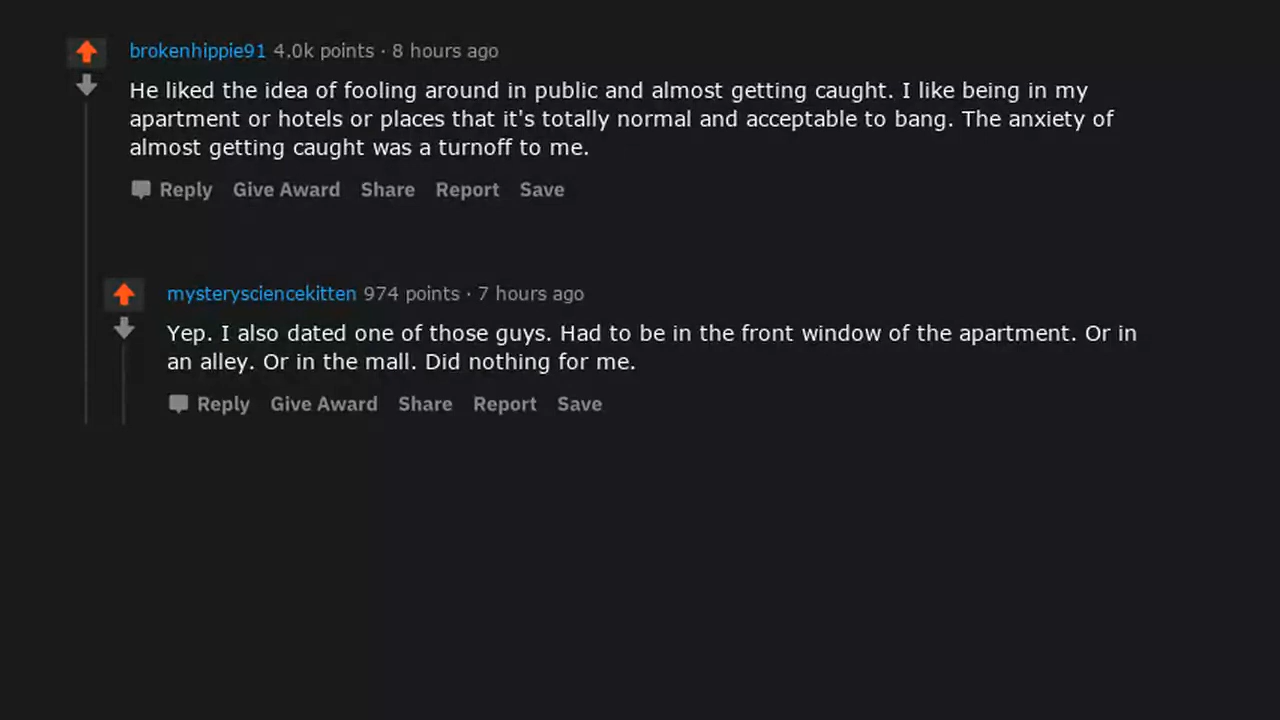 brokenhippie91 4.0k points · 8 hours ago
He liked the idea of fooling around in public and almost getting caught. I like being in my
apartment or hotels or places that it's totally normal and acceptable to bang. The anxiety of
almost getting caught was a turnoff to me.
Reply Give Award Share Report Save
mysterysciencekitten 974 points · 7 hours ago
Yep. I also dated one of those guys. Had to be in the front window of the apartment. Or in
an alley. Or in the mall. Did nothing for me.
Reply Give Award Share Report Save